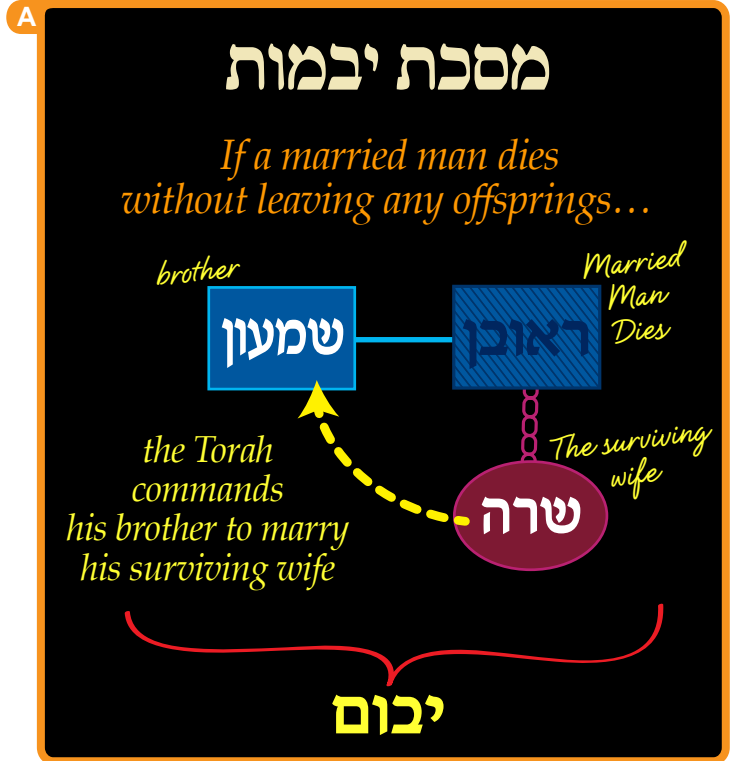 A
מסכת יבמות
If a married man dies
without leaving any offsprings...
brother
Married
Man
Dies
שמעון
ראובן
the Torah
commands
his brother to marry
his surviving wife
The surviving
wife
שרה
יבום